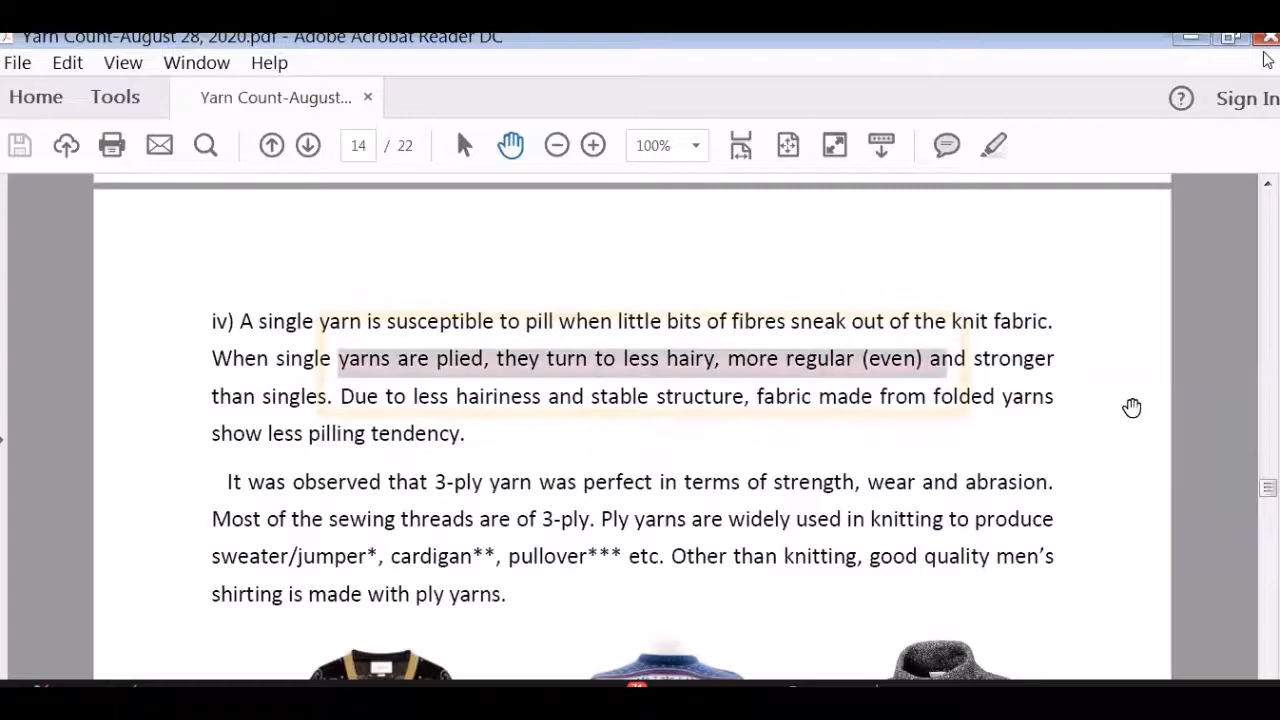 Yarn Count-August 28, 2020.pdf - Adobe Acrobat Reader DC
File Edit View Window Help
Home Tools Yarn Count-August... × ? Sign In
14 / 22 100%
iv) A single yarn is susceptible to pill when little bits of fibres sneak out of the knit fabric.
When single yarns are plied, they turn to less hairy, more regular (even) and stronger
than singles. Due to less hairiness and stable structure, fabric made from folded yarns
show less pilling tendency.
It was observed that 3-ply yarn was perfect in terms of strength, wear and abrasion.
Most of the sewing threads are of 3-ply. Ply yarns are widely used in knitting to produce
sweater/jumper*, cardigan**, pullover*** etc. Other than knitting, good quality men’s
shirting is made with ply yarns.